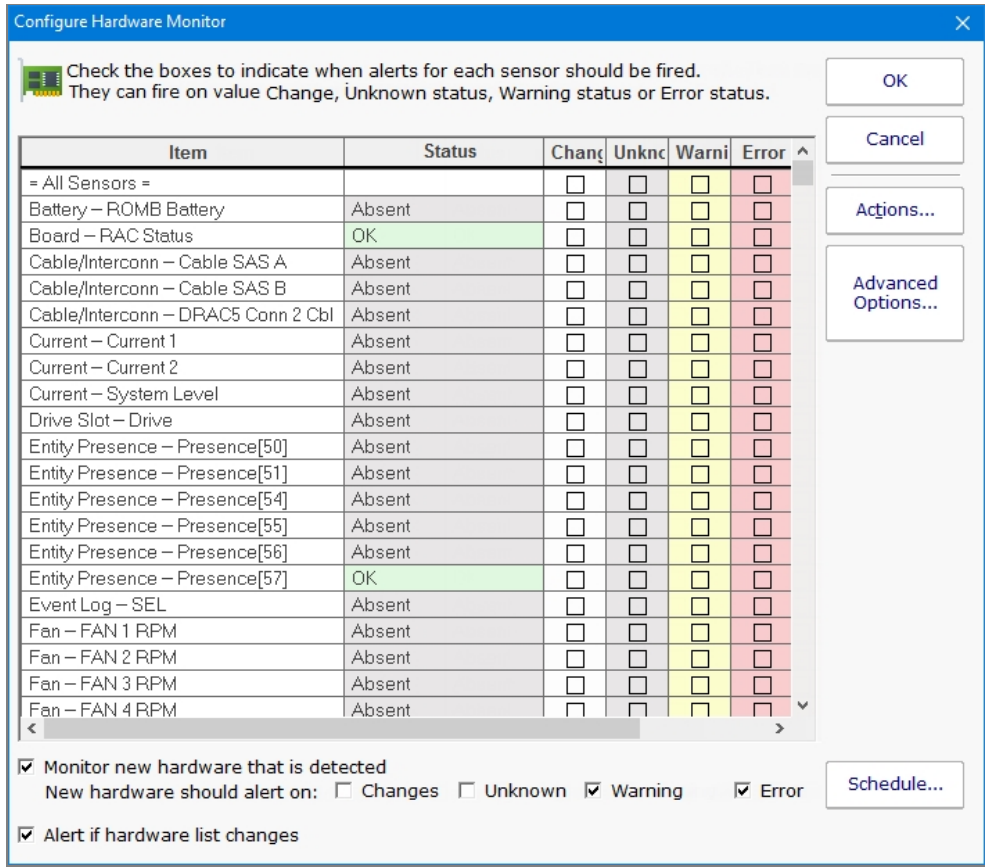 Configure Hardware Monitor
Check the boxes to indicate when alerts for each sensor should be fired.
They can fire on value Change, Unknown status, Warning status or Error status.
OK
Cancel
Actions...
Advanced
Options...
Item Status Chang Unknc Warni Error
= All Sensors =
Battery – ROMB Battery Absent
Board – RAC Status OK
Cable/Interconn – Cable SAS A Absent
Cable/Interconn – Cable SAS B Absent
Cable/Interconn – DRAC5 Conn 2 Cbl Absent
Current – Current 1 Absent
Current – Current 2 Absent
Current – System Level Absent
Drive Slot – Drive Absent
Entity Presence – Presence[50] Absent
Entity Presence – Presence[51] Absent
Entity Presence – Presence[54] Absent
Entity Presence – Presence[55] Absent
Entity Presence – Presence[56] Absent
Entity Presence – Presence[57] OK
Event Log – SEL Absent
Fan – FAN 1 RPM Absent
Fan – FAN 2 RPM Absent
Fan – FAN 3 RPM Absent
Fan – FAN 4 RPM Absent
Monitor new hardware that is detected
New hardware should alert on: Changes Unknown Warning Error
Schedule...
Alert if hardware list changes